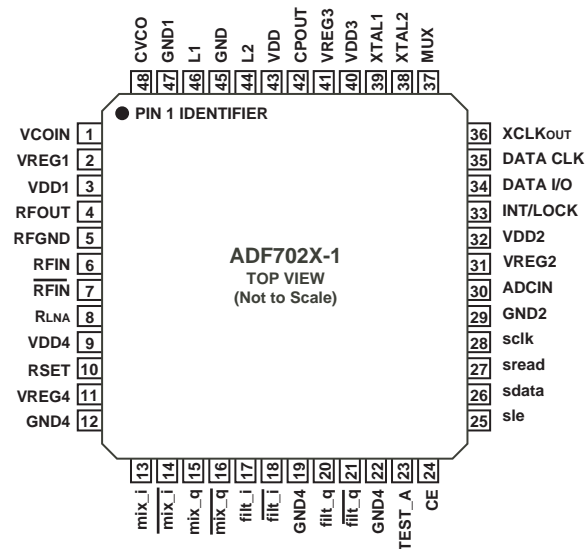 CVCO
GND1
L1
GND
L2
VDD
CPOUT
VREG3
VDD3
XTAL1
XTAL2
MUX
48
47
46
45
44
43
42
41
40
39
38
37
PIN 1 IDENTIFIER
VCOIN 1
VREG1 2
VDD1 3
RFOUT 4
RFGND 5
RFIN 6
RFIN 7
RLNA 8
VDD4 9
RSET 10
VREG4 11
GND4 12
ADF702X-1
TOP VIEW
(Not to Scale)
36 XCLKOUT
35 DATA CLK
34 DATA I/O
33 INT/LOCK
32 VDD2
31 VREG2
30 ADCIN
29 GND2
28 sclk
27 sread
26 sdata
25 sle
13
14
15
16
17
18
19
20
21
22
23
24
mix_i
mix_i
mix_q
mix_q
filt_i
filt_i
GND4
filt_q
filt_q
GND4
TEST_A
CE